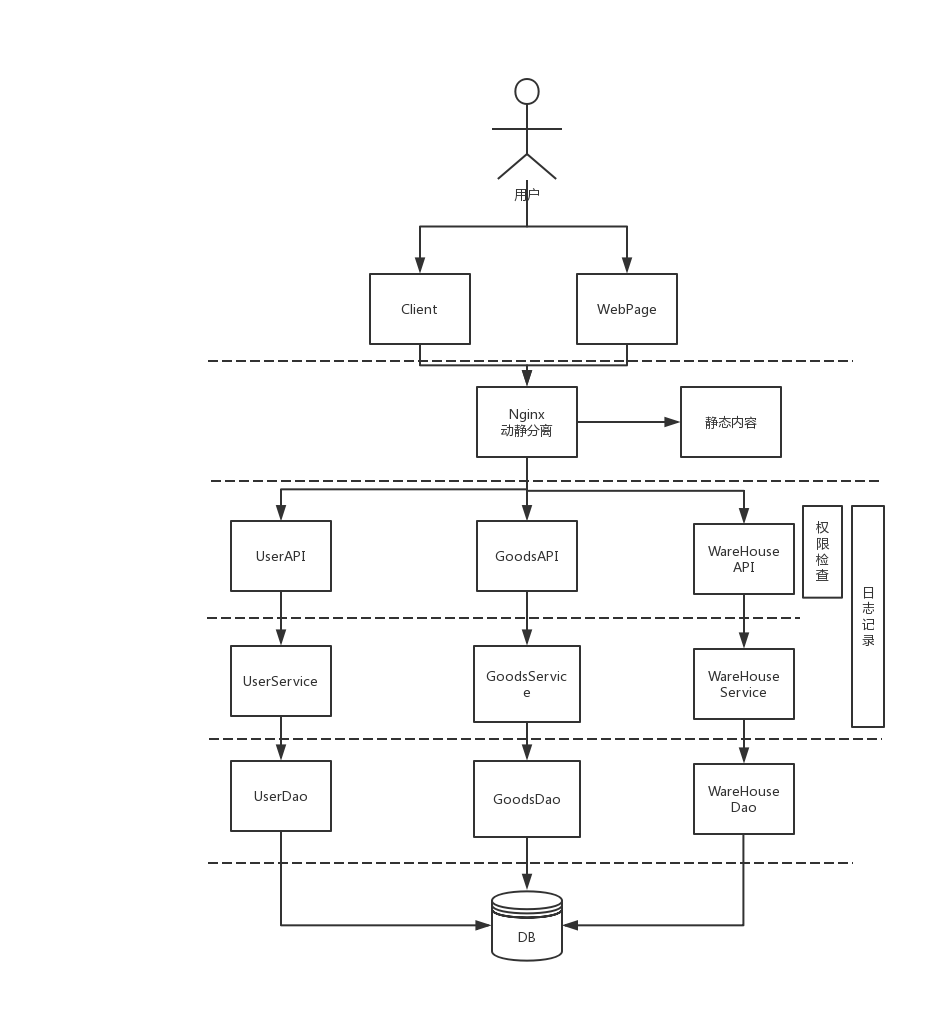 用户
Client
WebPage
Nginx
动静分离
静态内容
UserAPI
GoodsAPI
WareHouse
API
权
限
检
查
日
志
记
录
UserService
GoodsServic
e
WareHouse
Service
UserDao
GoodsDao
WareHouse
Dao
DB